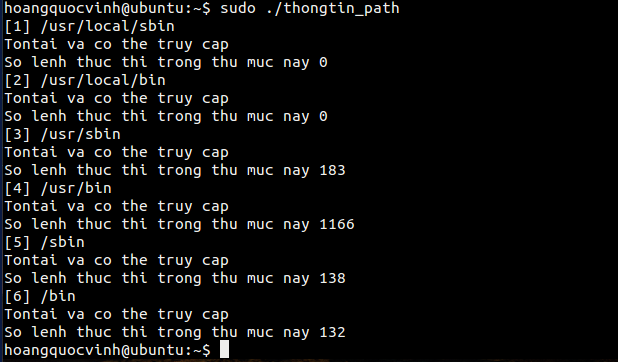 hoangquocvinh@ubuntu:~$ sudo ./thongtin_path
[1] /usr/local/sbin
Tontai va co the truy cap
So lenh thuc thi trong thu muc nay 0
[2] /usr/local/bin
Tontai va co the truy cap
So lenh thuc thi trong thu muc nay 0
[3] /usr/sbin
Tontai va co the truy cap
So lenh thuc thi trong thu muc nay 183
[4] /usr/bin
Tontai va co the truy cap
So lenh thuc thi trong thu muc nay 1166
[5] /sbin
Tontai va co the truy cap
So lenh thuc thi trong thu muc nay 138
[6] /bin
Tontai va co the truy cap
So lenh thuc thi trong thu muc nay 132
hoangquocvinh@ubuntu:~$